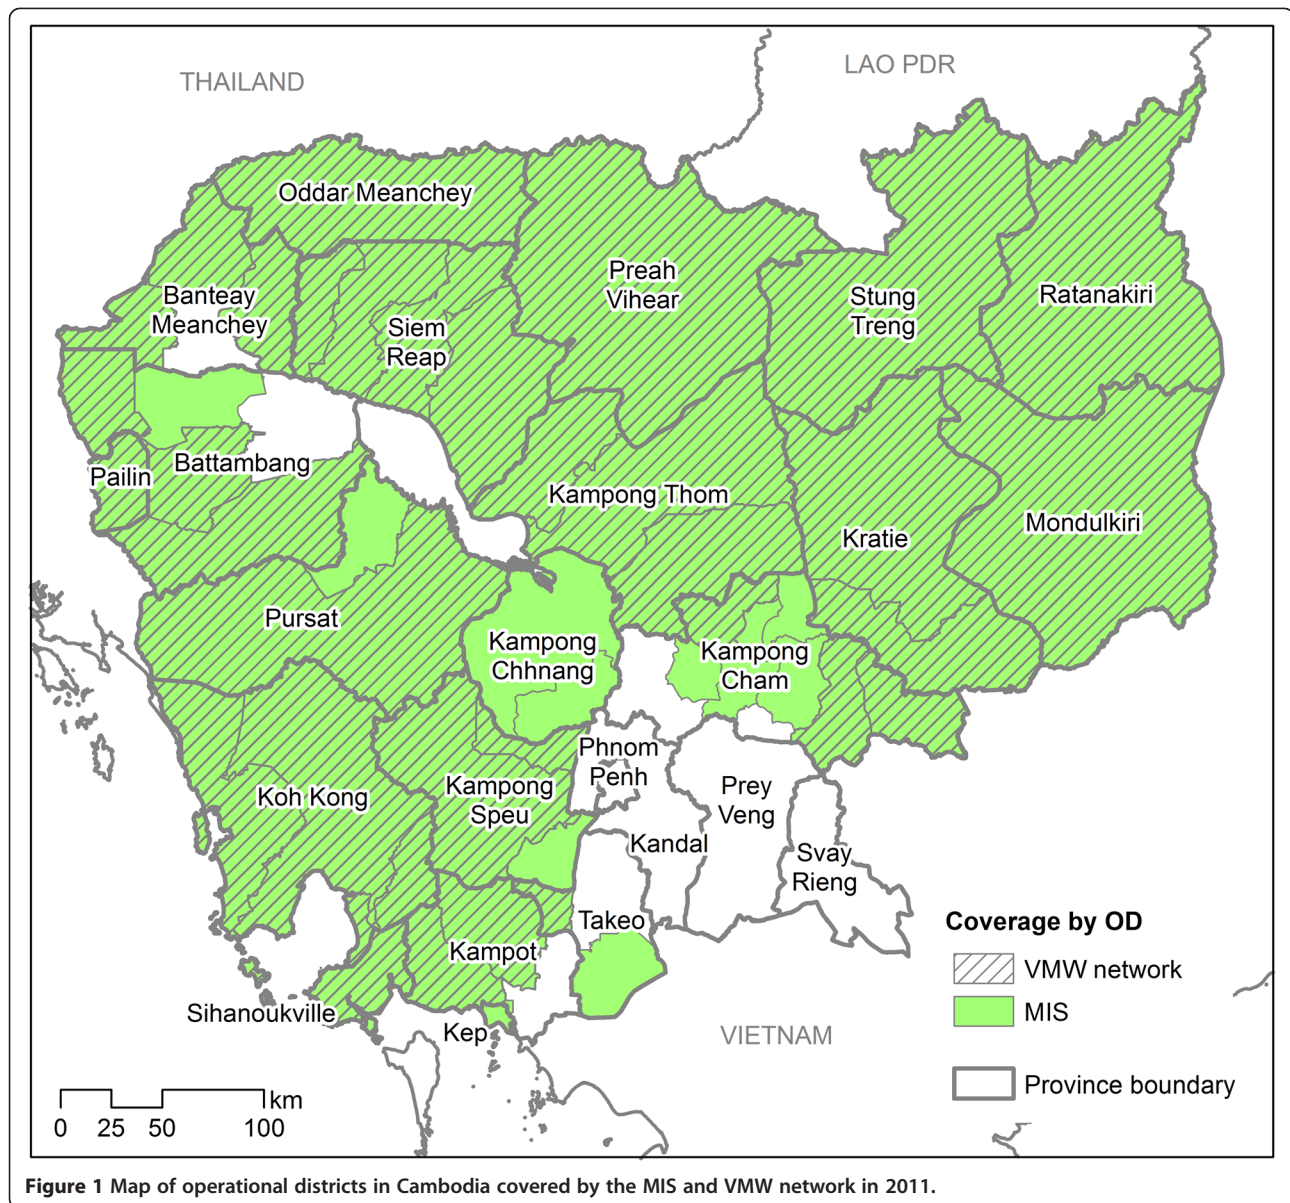 THAILAND
LAO PDR
Oddar Meanchey
Preah
Vihear
Stung
Treng
Ratanakiri
Banteay
Meanchey
Siem
Reap
Pailin
Battambang
Kampong Thom
Kratie
Mondulkiri
Pursat
Kampong
Chhnang
Kampong
Cham
Phnom
Penh
Koh Kong
Kampong
Speu
Prey
Veng
Kandal
Svay
Rieng
Takeo
Kampot
Sihanoukville
Kep
VIETNAM
Coverage by OD
VMW network
MIS
Province boundary
km
0 25 50 100
Figure 1 Map of operational districts in Cambodia covered by the MIS and VMW network in 2011.